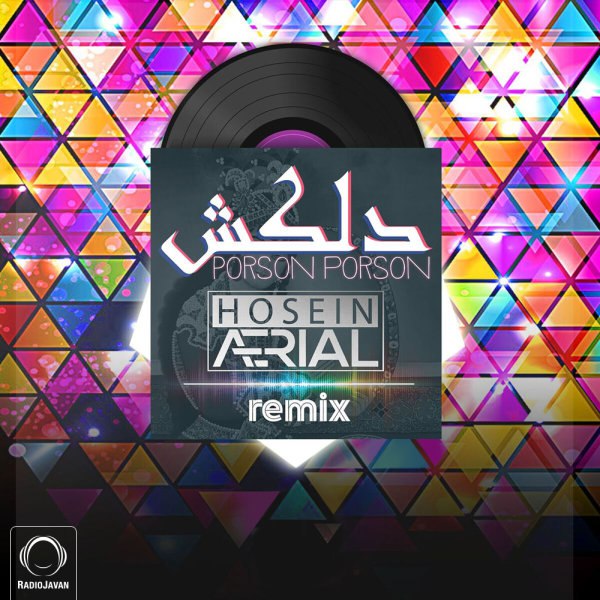 دلکش
PORSON PORSON
HOSEIN
AERIAL
remix
RADIOJAVAN